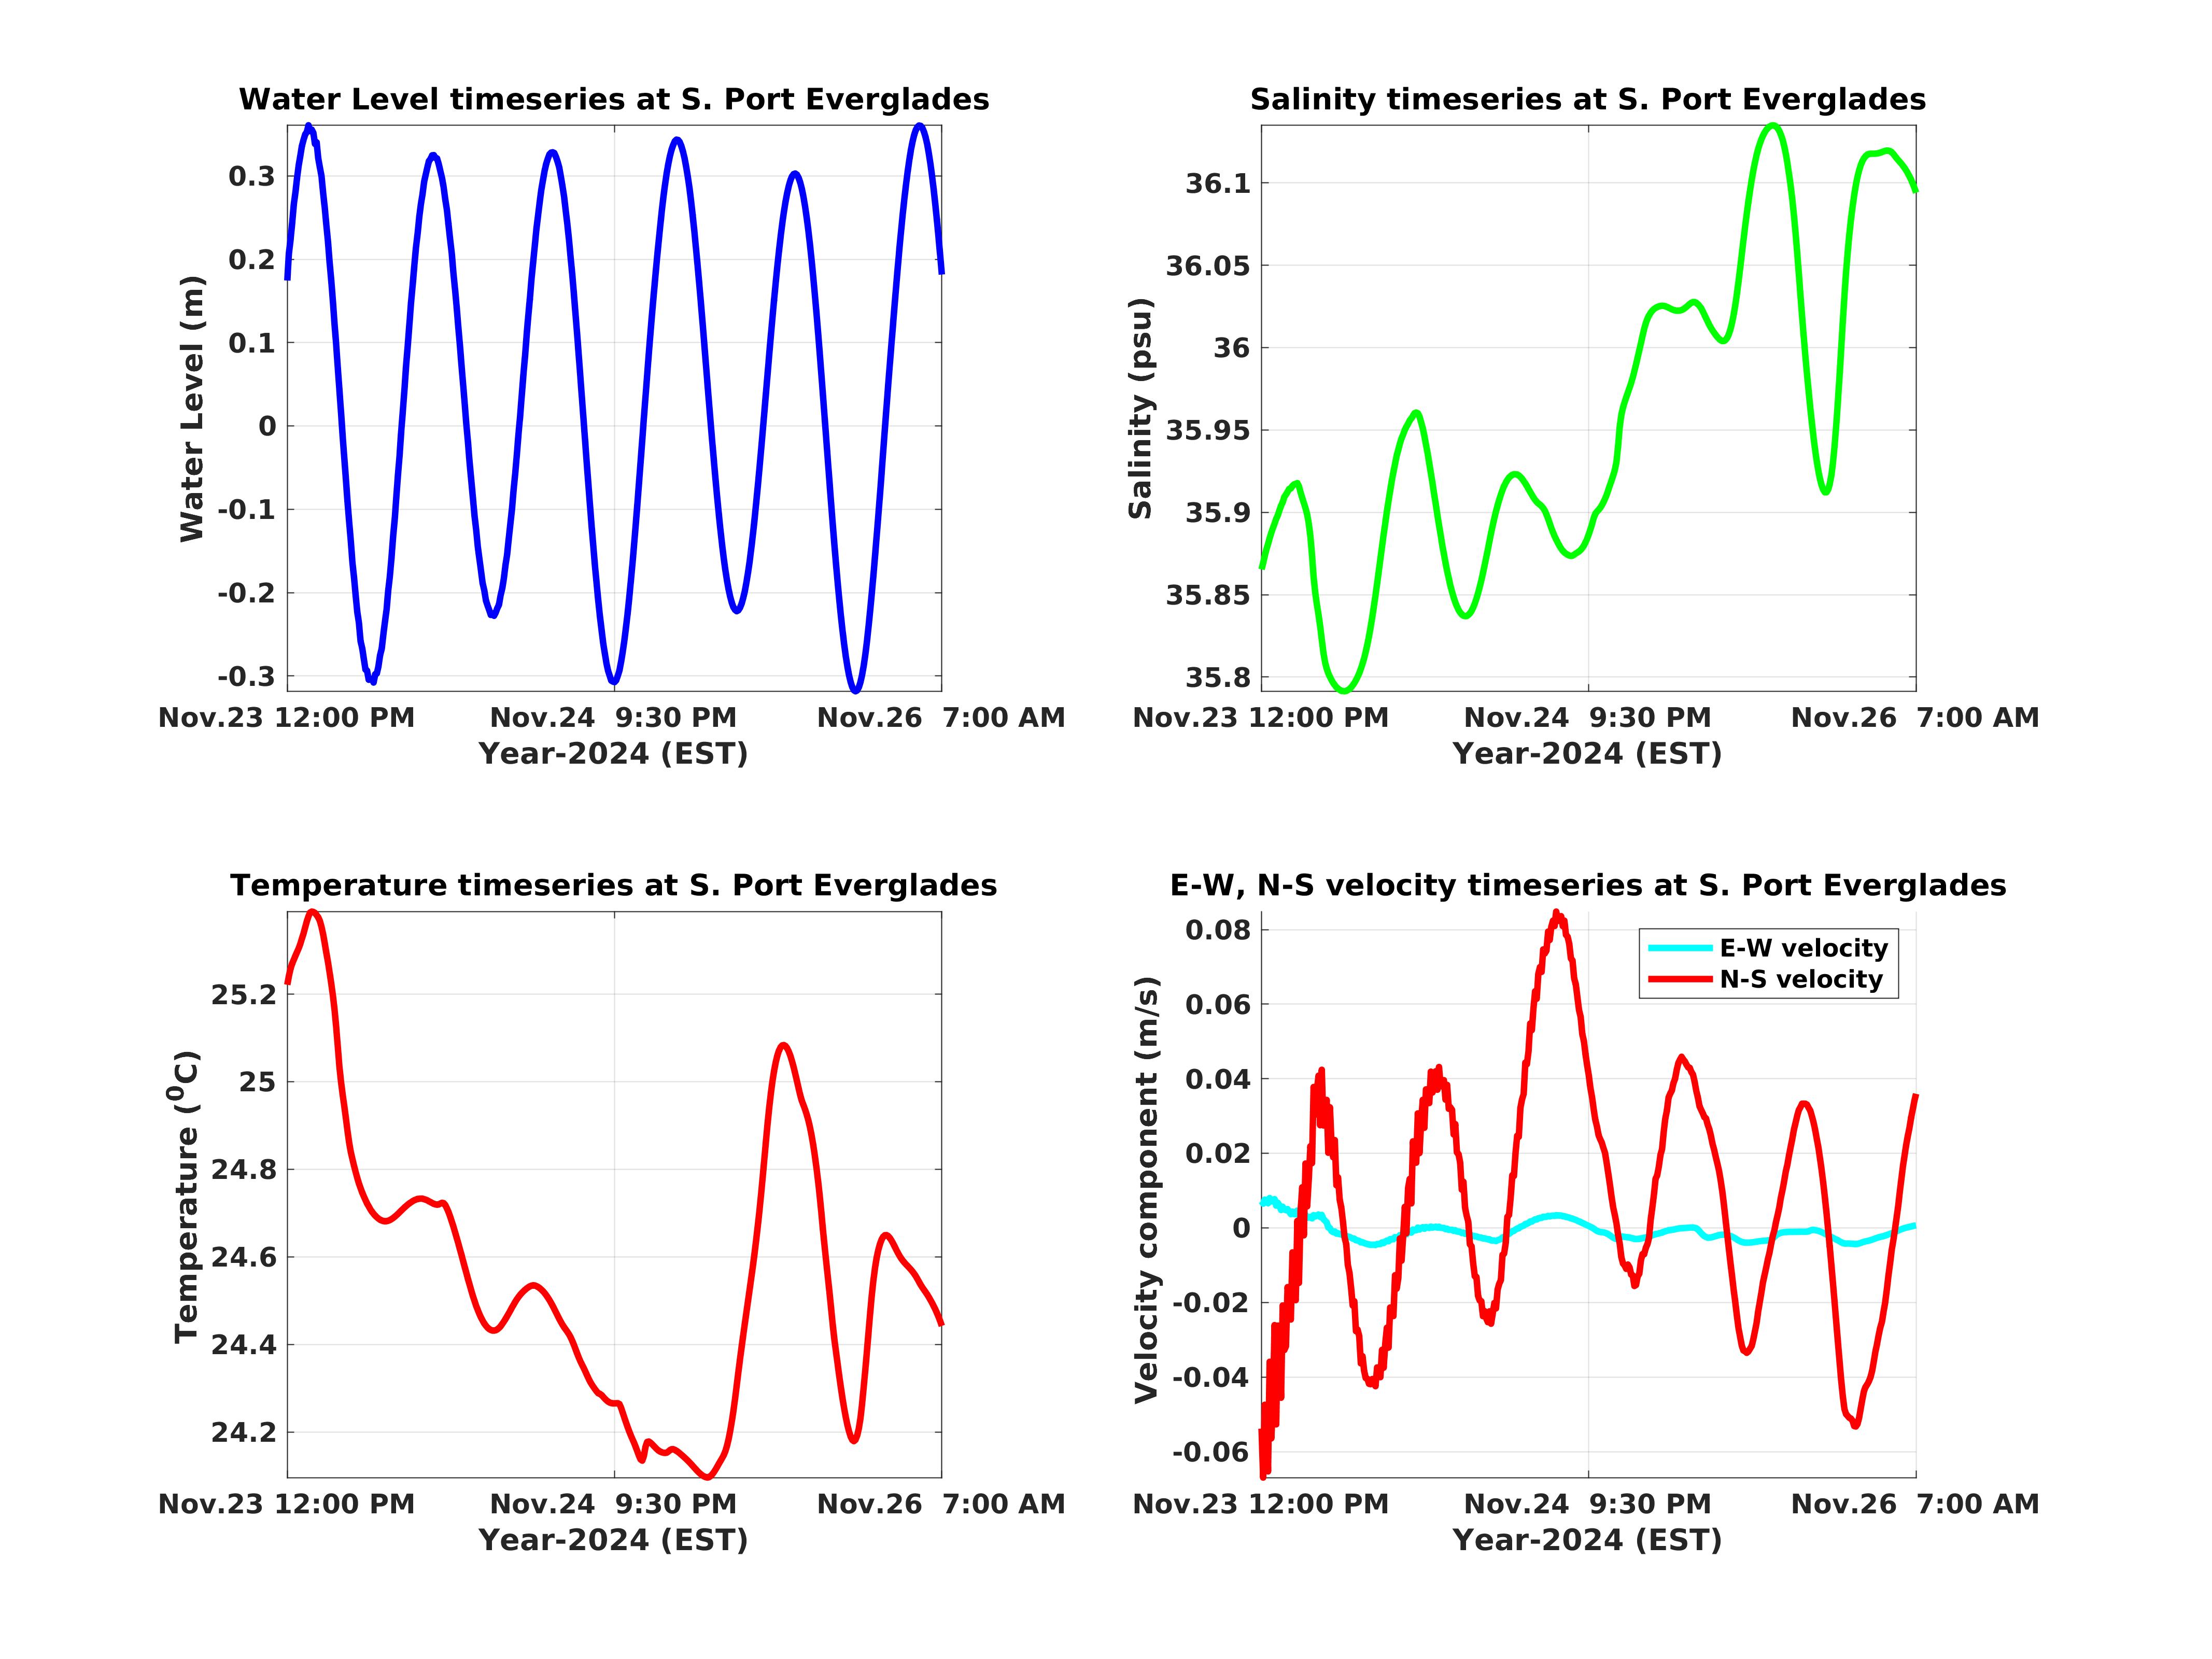 Water Level timeseries at S. Port Everglades
Water Level (m)
0.3
0.2
0.1
0
-0.1
-0.2
-0.3
Nov.23 12:00 PM
Nov.24 9:30 PM
Nov.26 7:00 AM
Year-2024 (EST)
Salinity timeseries at S. Port Everglades
Salinity (psu)
36.1
36.05
36
35.95
35.9
35.85
35.8
Nov.23 12:00 PM
Nov.24 9:30 PM
Nov.26 7:00 AM
Year-2024 (EST)
Temperature timeseries at S. Port Everglades
Temperature (⁰C)
25.2
25
24.8
24.6
24.4
24.2
Nov.23 12:00 PM
Nov.24 9:30 PM
Nov.26 7:00 AM
Year-2024 (EST)
E-W, N-S velocity timeseries at S. Port Everglades
Velocity component (m/s)
0.08
0.06
0.04
0.02
0
-0.02
-0.04
-0.06
E-W velocity
N-S velocity
Nov.23 12:00 PM
Nov.24 9:30 PM
Nov.26 7:00 AM
Year-2024 (EST)